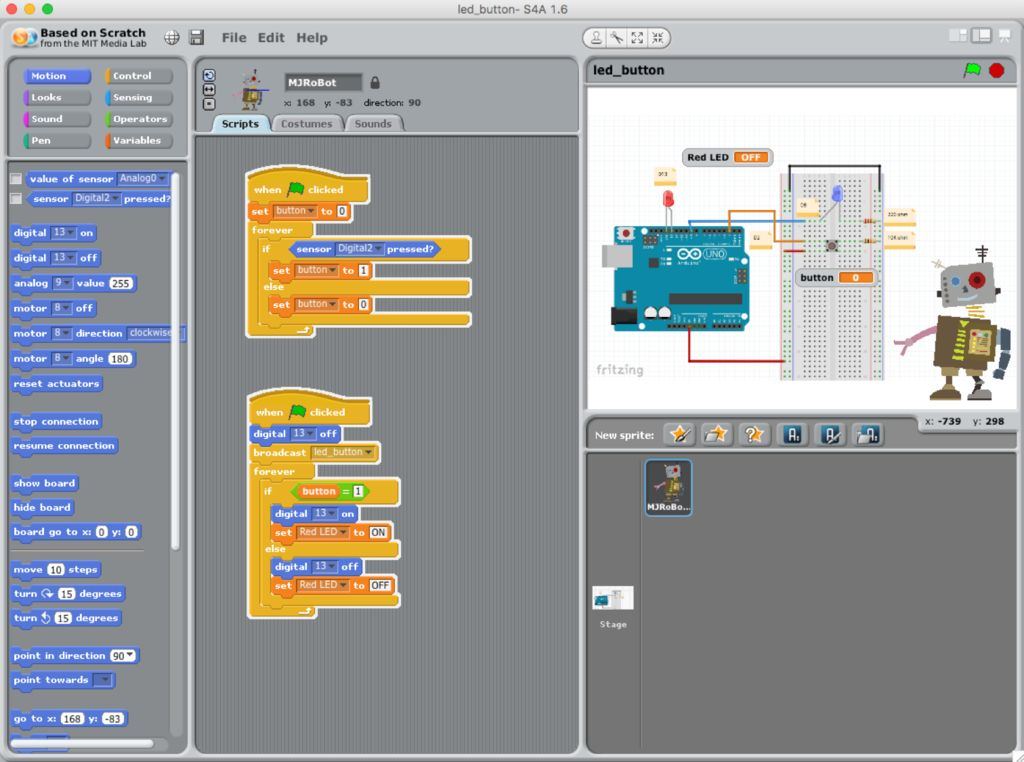 led_button- S4A 1.6
Based on Scratch
from the MIT Media Lab
File Edit Help
Motion Control
Looks Sensing
Sound Operators
Pen Variables
MJRoBot
x: 168 y: -83 direction: 90
Scripts Costumes Sounds
value of sensor Analog0
sensor Digital2 pressed?
digital 13 on
digital 13 off
analog 9 value 255
motor 8 off
motor 8 direction clockwise
motor 8 angle 180
reset actuators
stop connection
resume connection
show board
hide board
board go to x: 0 y: 0
move 10 steps
turn 15 degrees
turn 15 degrees
point in direction 90
point towards
go to x: 168 y: -83
when clicked
set button to 0
forever
if sensor Digital2 pressed?
set button to 1
else
set button to 0
when clicked
digital 13 off
broadcast led_button
forever
if button = 1
digital 13 on
set Red LED to ON
else
digital 13 off
set Red LED to OFF
led_button
Red LED OFF
D13
D2
220 ohm
10K ohm
UNO
Arduino
button 0
fritzing
x: -739 y: 298
New sprite:
MJRoBo...
Stage